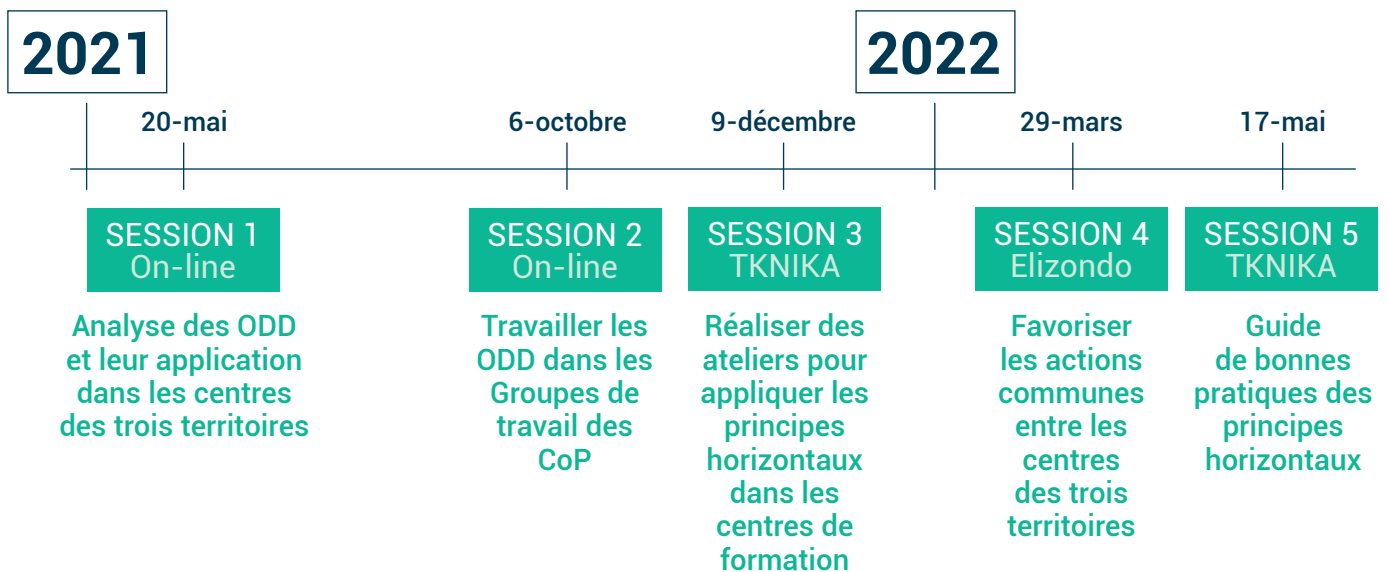 2021
2022
20-mai
6-octobre
9-décembre
29-mars
17-mai
SESSION 1
On-line
Analyse des ODD
et leur application
dans les centres
des trois territoires
SESSION 2
On-line
Travailler les
ODD dans les
Groupes de
travail des
CoP
SESSION 3
TKNIKA
Réaliser des
ateliers pour
appliquer les
principes
horizontaux
dans les
centres de
formation
SESSION 4
Elizondo
Favoriser
les actions
communes
entre les
centres
des trois
territoires
SESSION 5
TKNIKA
Guide
de bonnes
pratiques des
principes
horizontaux